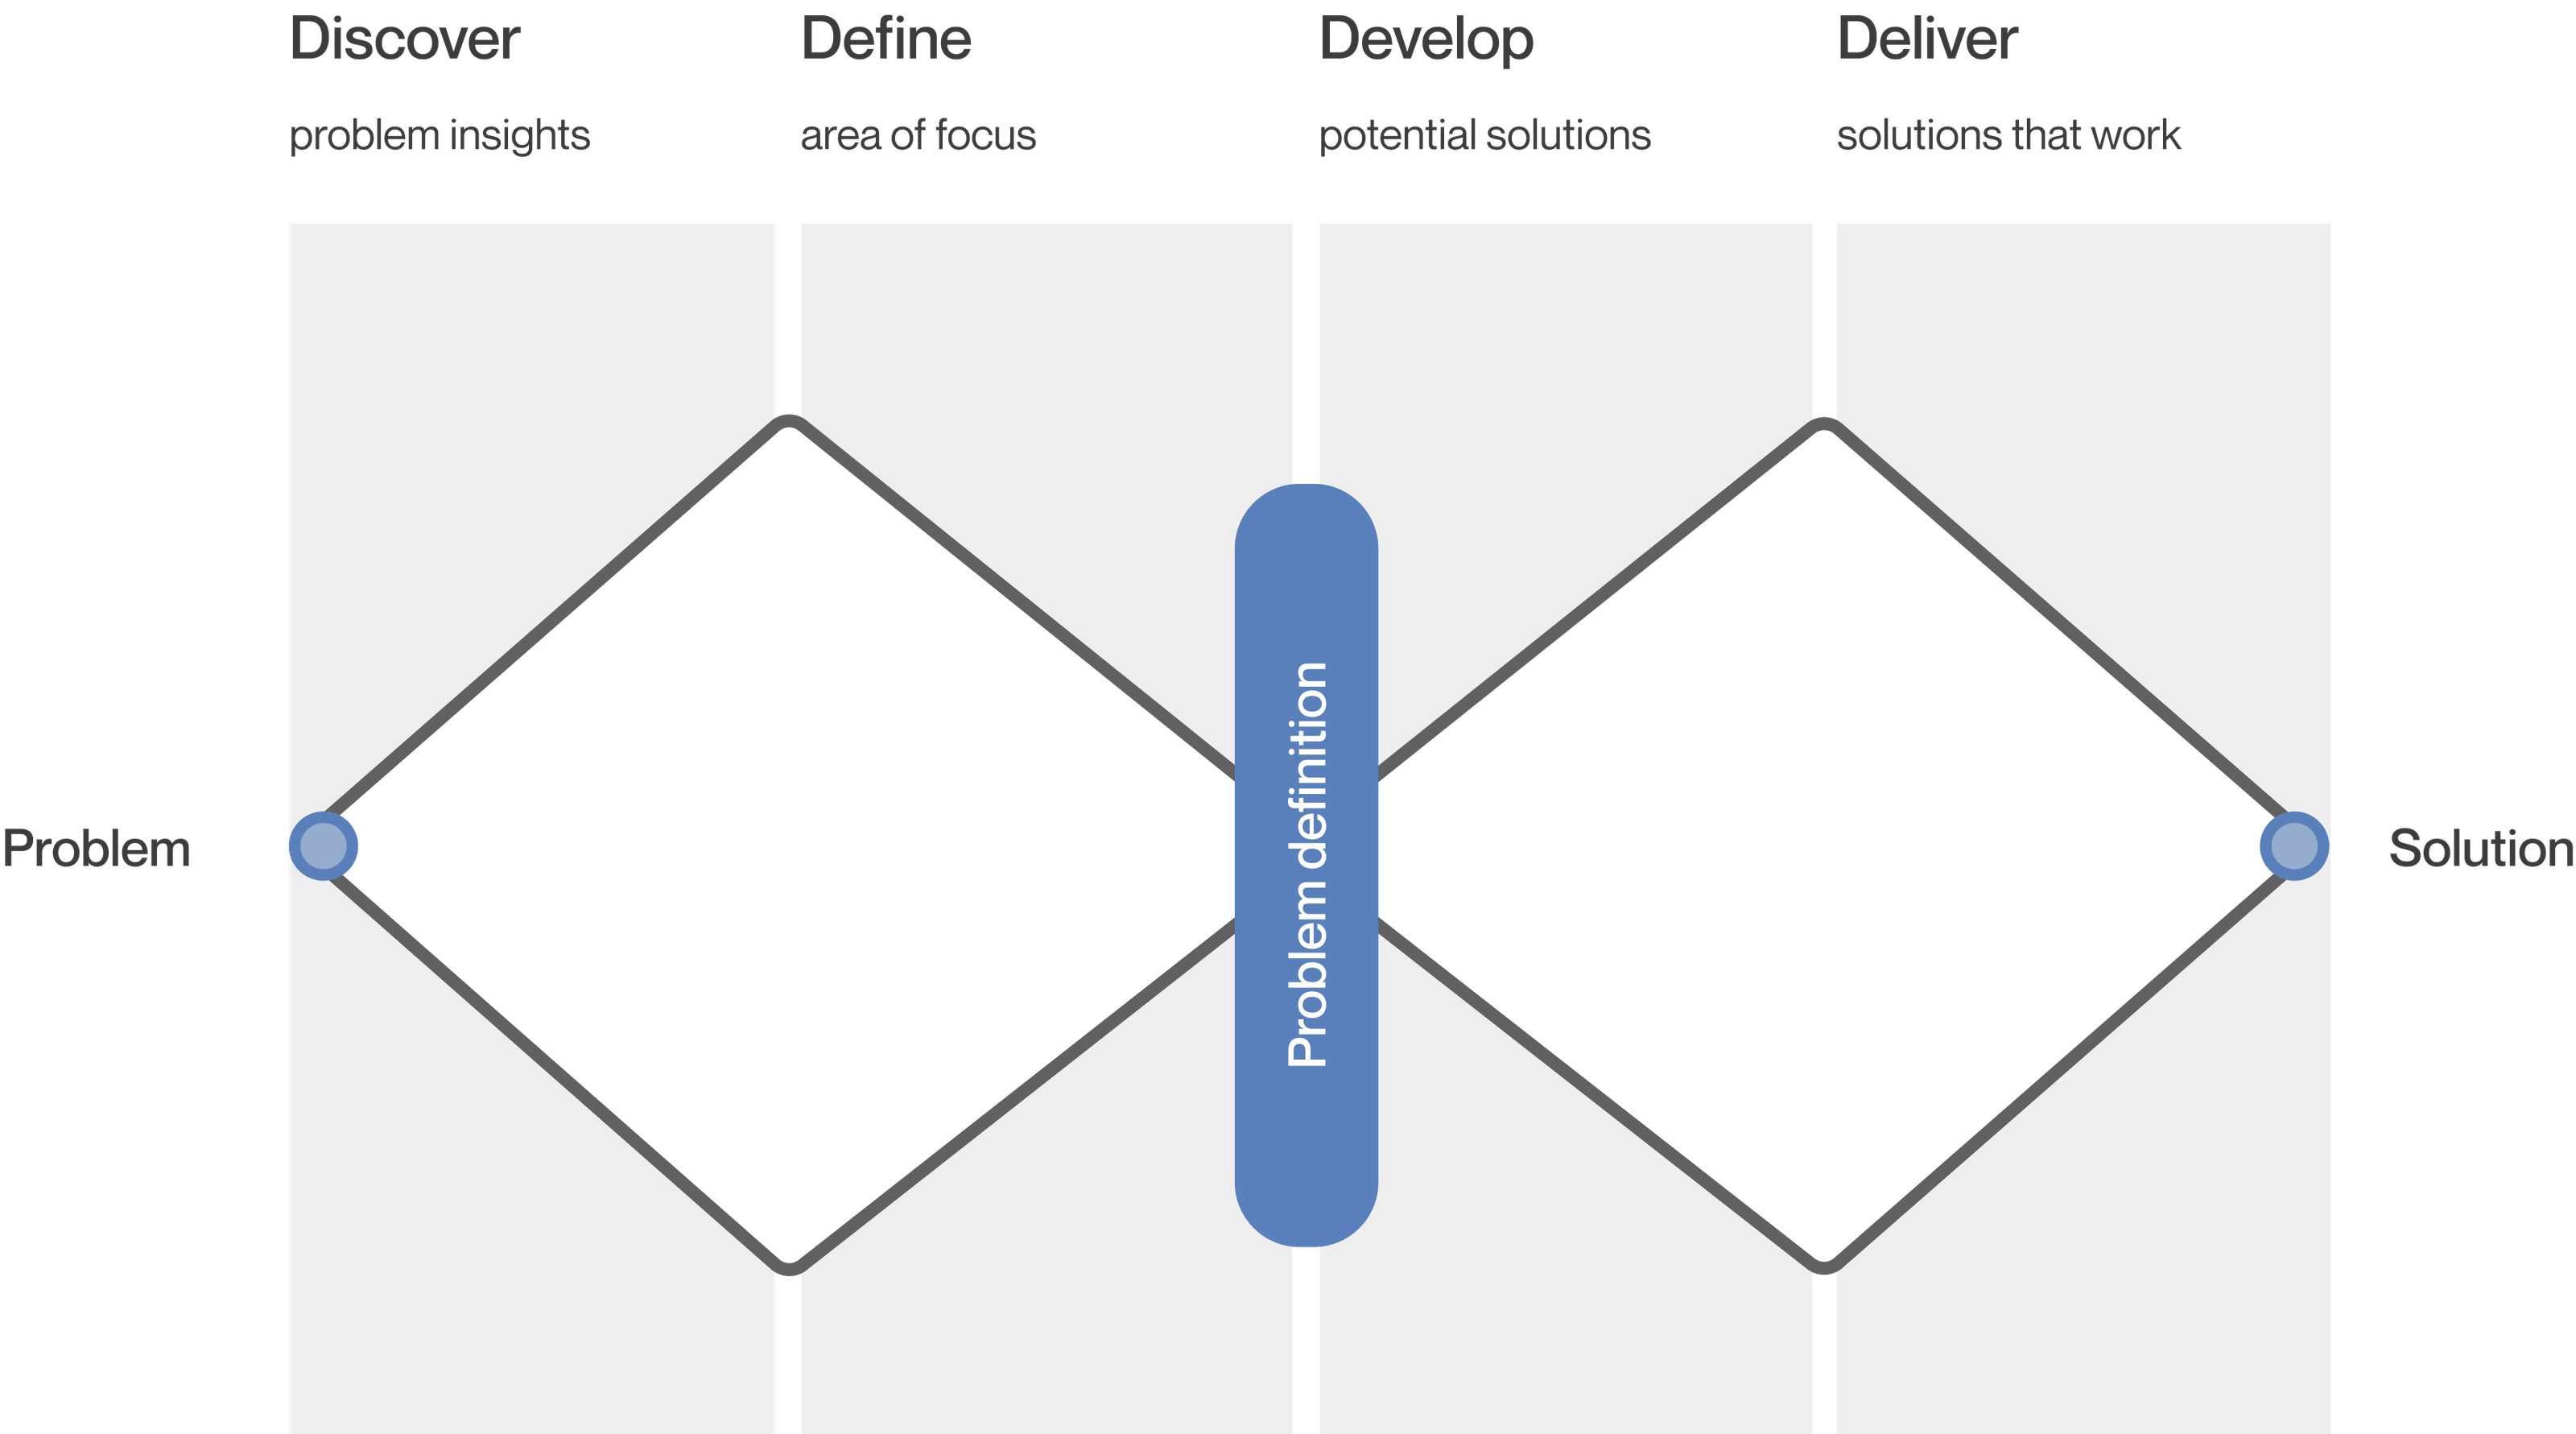 Discover
problem insights
Define
area of focus
Develop
potential solutions
Deliver
solutions that work
Problem
Problem definition
Solution